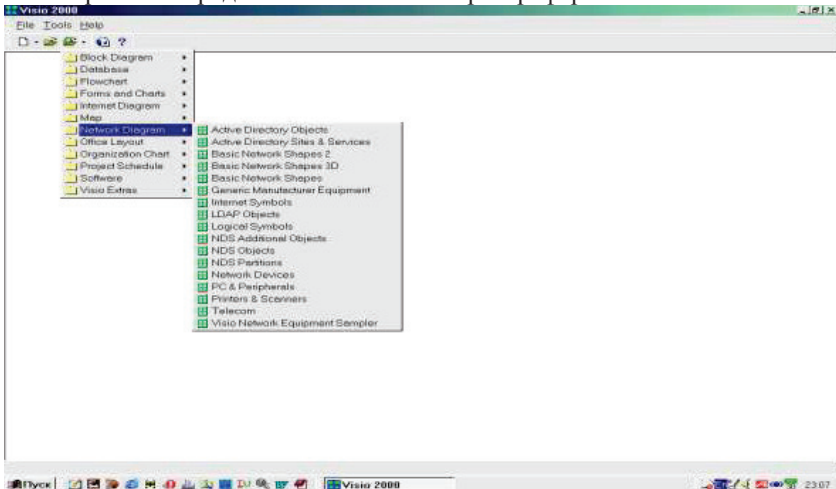 Visio 2000
File Tools Help
Block Diagram
Database
Flowchart
Forms and Charts
Internet Diagram
Map
Network Diagram
Office Layout
Organization Chart
Project Schedule
Software
Visio Extras
Active Directory Objects
Active Directory Sites & Services
Basic Network Shapes 2
Basic Network Shapes 3D
Basic Network Shapes
Generic Manufacturer Equipment
Internet Symbols
LDAP Objects
Logical Symbols
NDS Additional Objects
NDS Objects
NDS Partitions
Network Devices
PC & Peripherals
Printers & Scanners
Telecom
Visio Network Equipment Sampler
Пуск Visio 2000 23:07